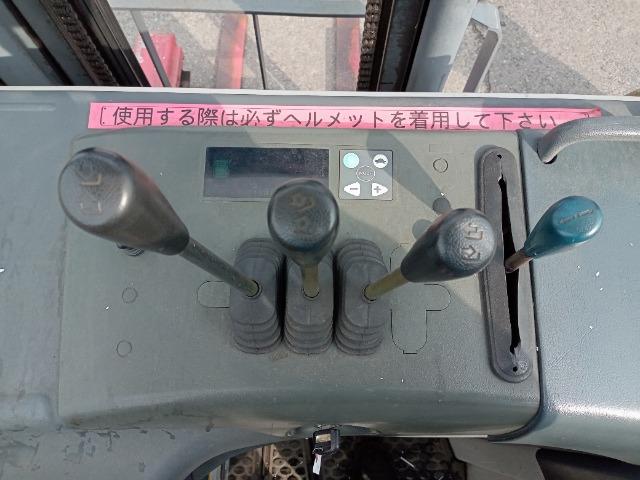 [ 使用する際は必ずヘルメットを着用して下さい。 ]